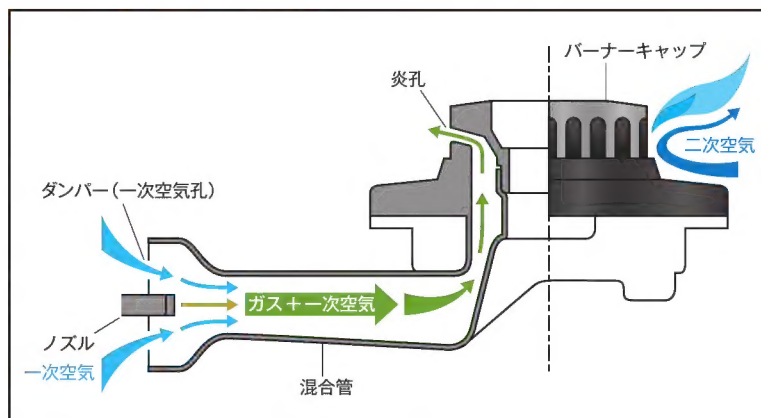 バーナーキャップ
炎孔
二次空気
ダンパー(一次空気孔)
ガス+一次空気
ノズル
一次空気
混合管